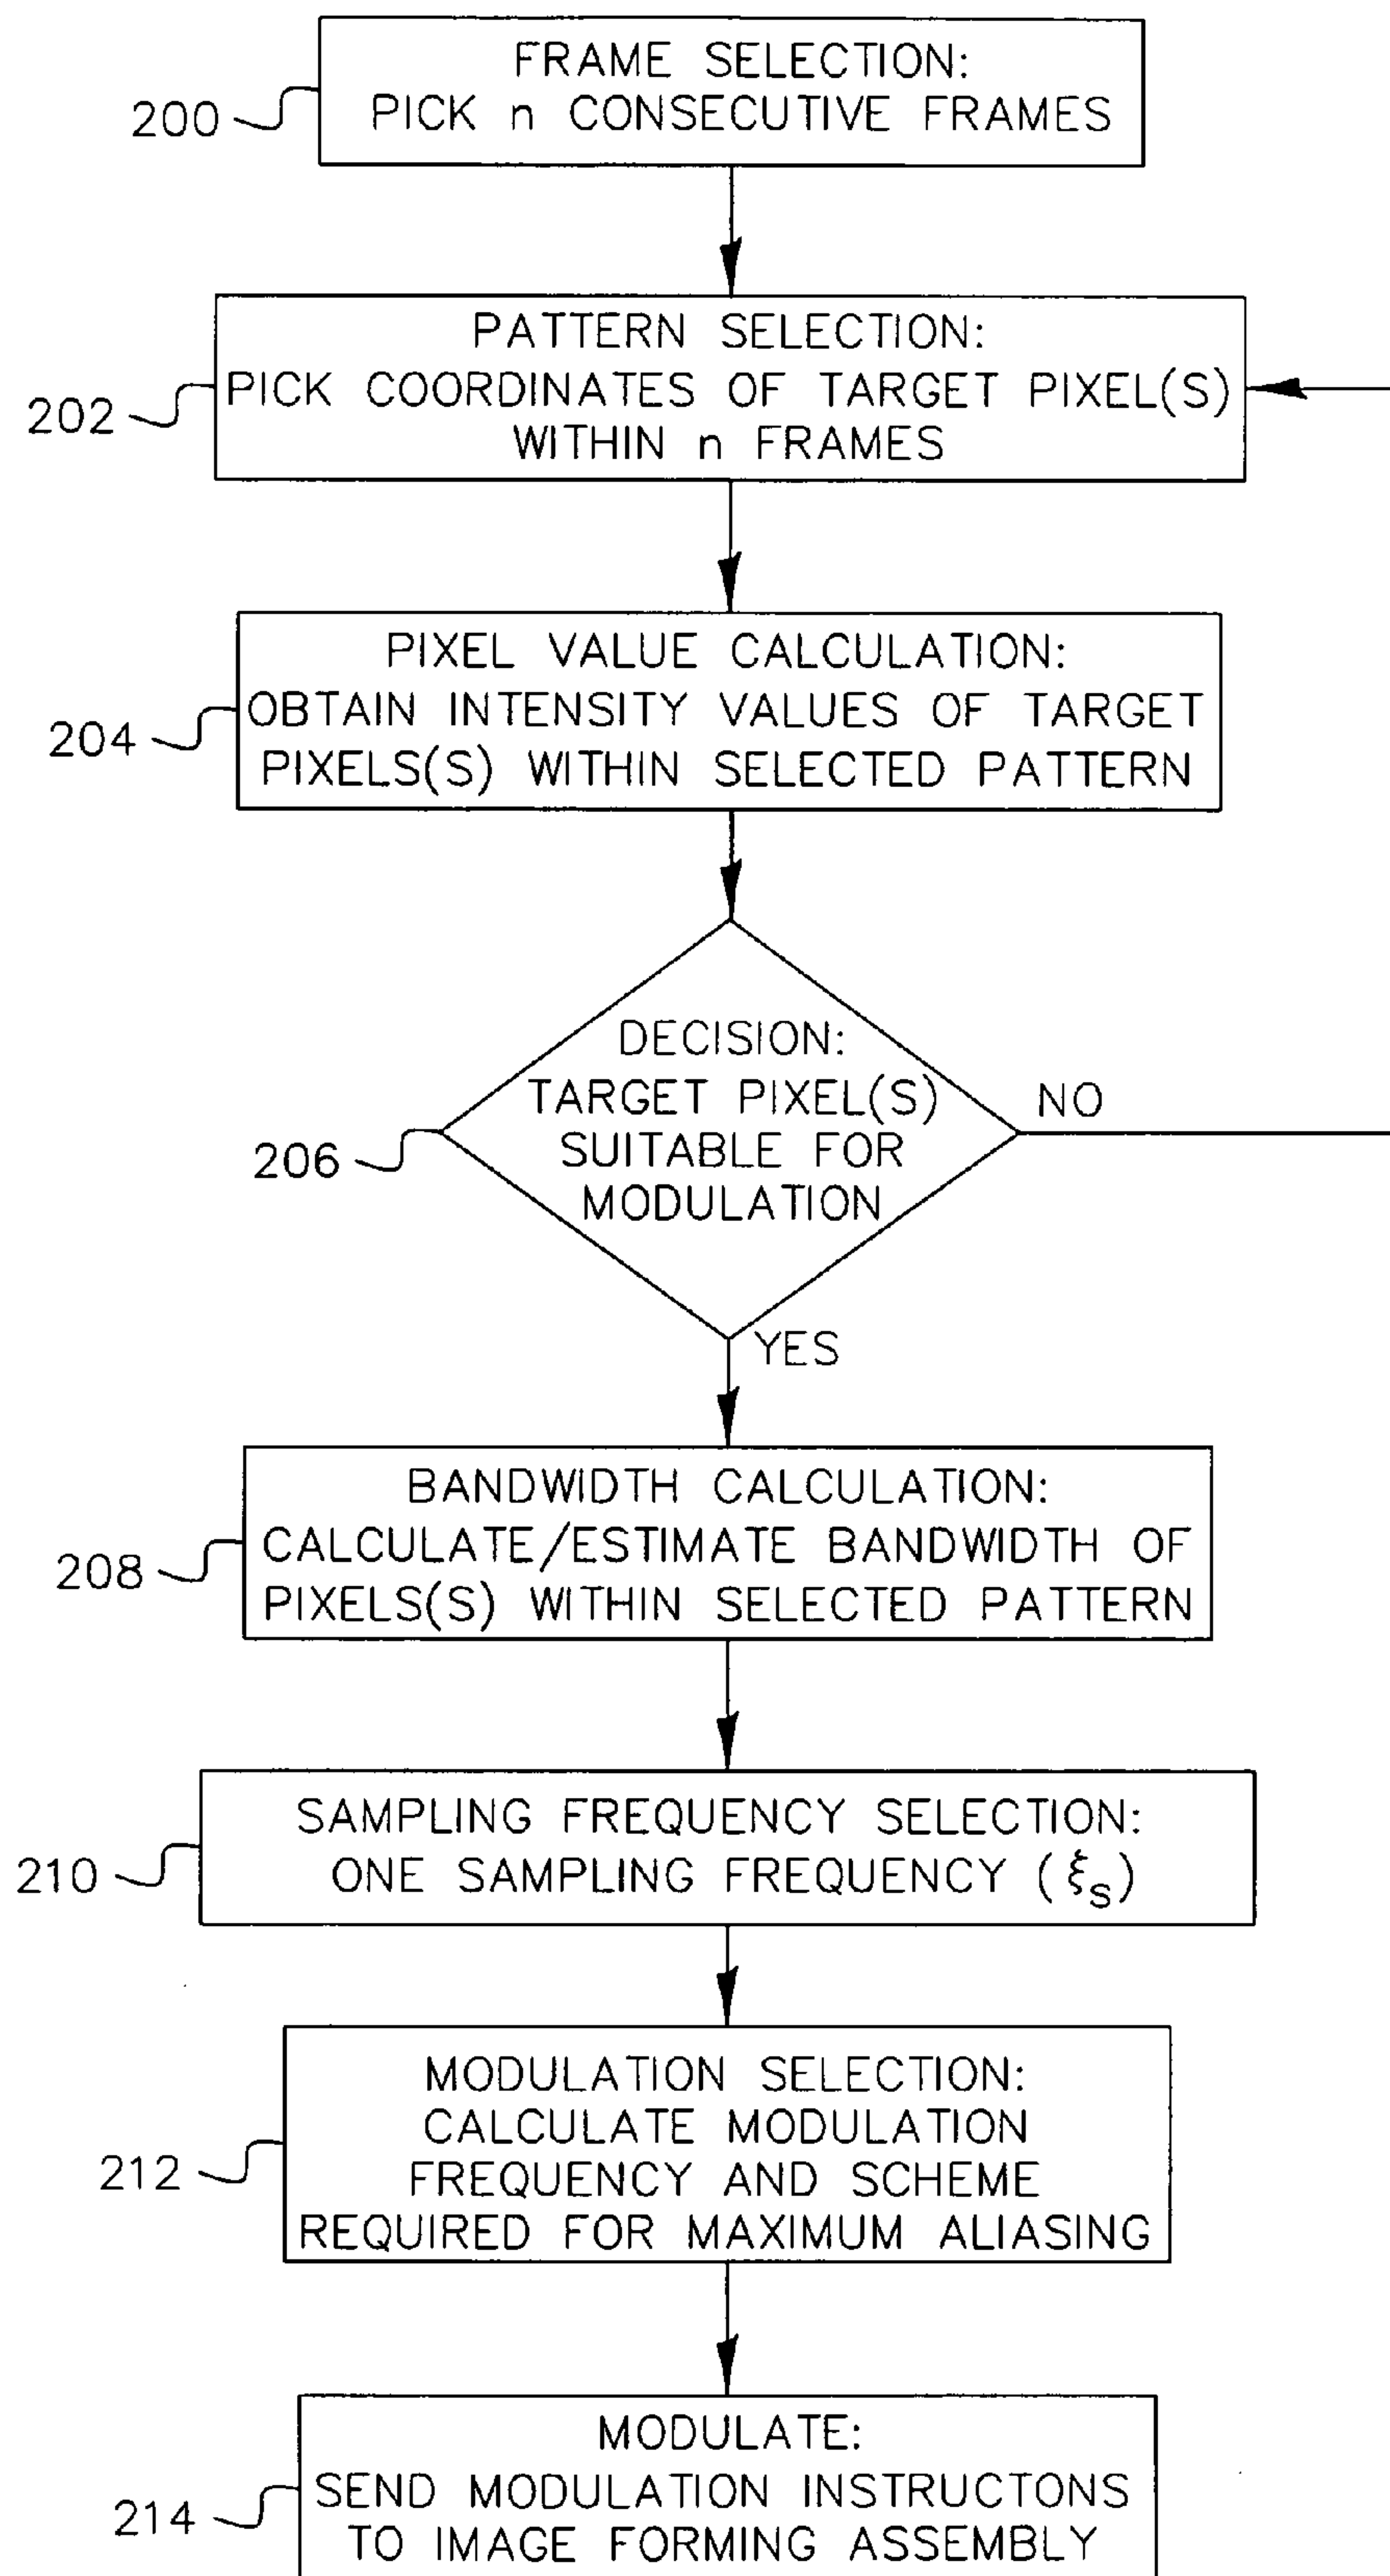 FRAME SELECTION:
PICK n CONSECUTIVE FRAMES
200
PATTERN SELECTION:
PICK COORDINATES OF TARGET PIXEL(S)
WITHIN n FRAMES
202
PIXEL VALUE CALCULATION:
OBTAIN INTENSITY VALUES OF TARGET
PIXELS(S) WITHIN SELECTED PATTERN
204
DECISION:
TARGET PIXEL(S)
SUITABLE FOR
MODULATION
206
NO
YES
BANDWIDTH CALCULATION:
CALCULATE/ESTIMATE BANDWIDTH OF
PIXELS(S) WITHIN SELECTED PATTERN
208
SAMPLING FREQUENCY SELECTION:
ONE SAMPLING FREQUENCY (ξs)
210
MODULATION SELECTION:
CALCULATE MODULATION
FREQUENCY AND SCHEME
REQUIRED FOR MAXIMUM ALIASING
212
MODULATE:
SEND MODULATION INSTRUCTONS
TO IMAGE FORMING ASSEMBLY
214